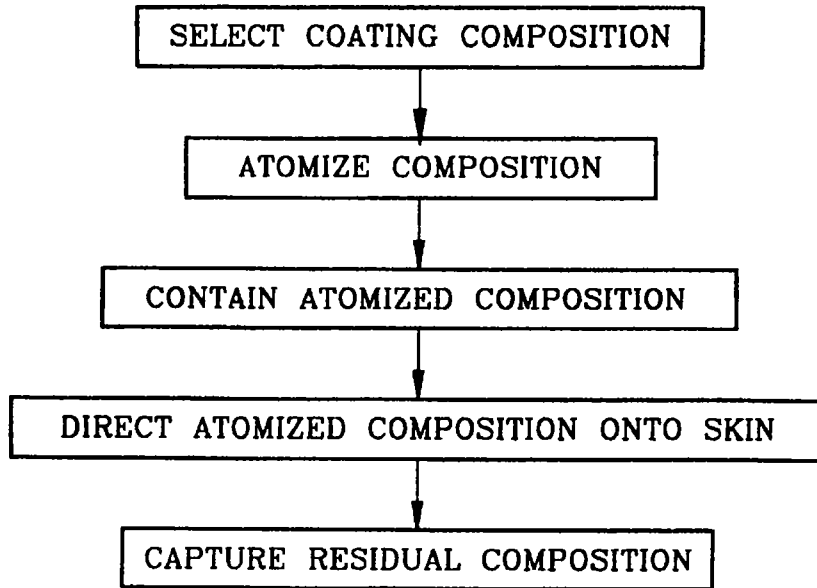 SELECT COATING COMPOSITION
ATOMIZE COMPOSITION
CONTAIN ATOMIZED COMPOSITION
DIRECT ATOMIZED COMPOSITION ONTO SKIN
CAPTURE RESIDUAL COMPOSITION